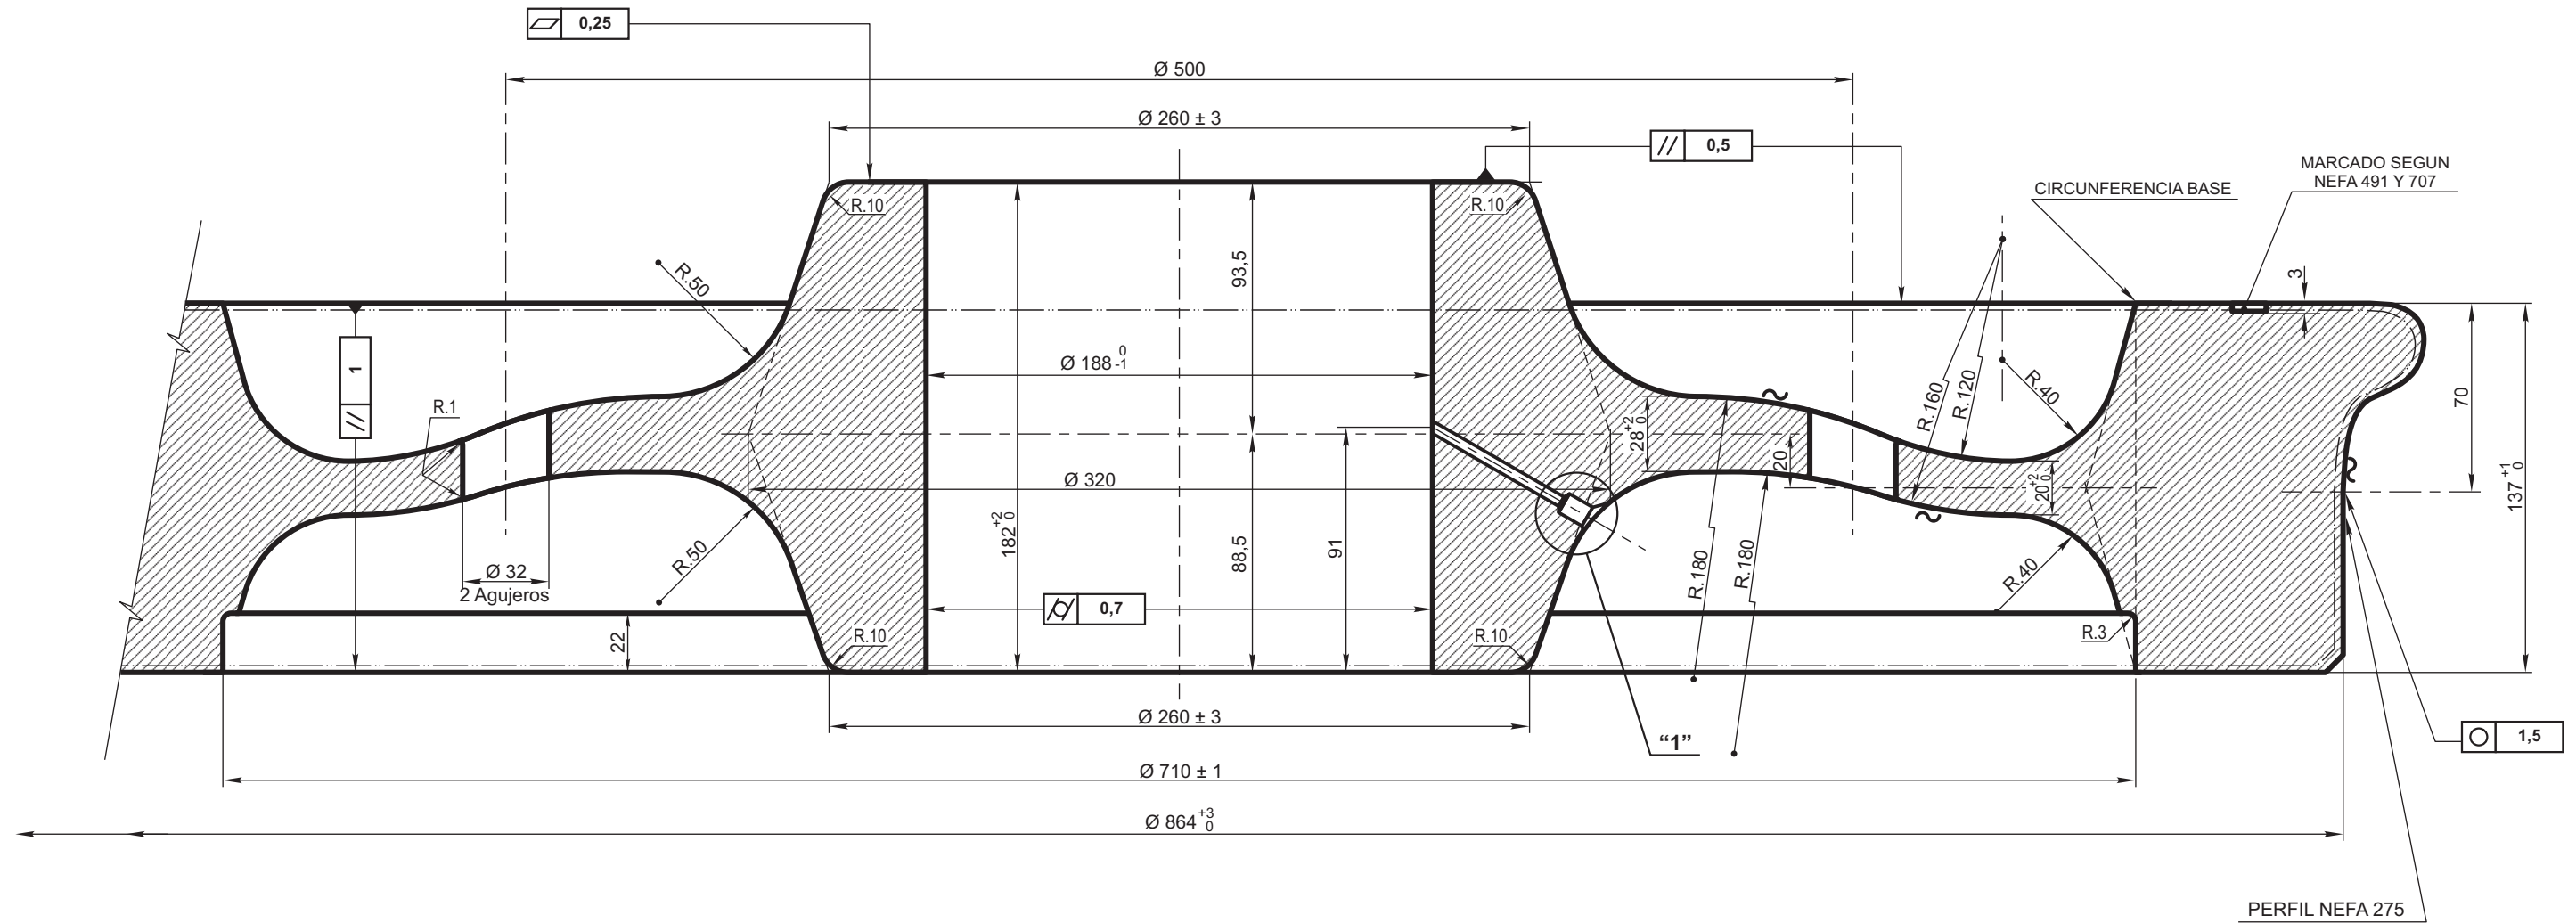 0,25
Ø 500
Ø 260 ± 3
// 0,5
MARCADO SEGUN
NEFA 491 Y 707
CIRCUNFERENCIA BASE
R.10
R.10
3
R.50
93,5
Ø 188 0 -1
R.160
R.120
R.40
70
137 +1 0
1
//
R.1
28 +2 0
20
20 +2 0
Ø 320
182 +2 0
88,5
91
R.50
R.180
R.180
R.40
Ø 32
2 Agujeros
0,7
22
R.10
R.10
R.3
Ø 260 ± 3
“1”
1,5
Ø 710 ± 1
Ø 864 +3 0
PERFIL NEFA 275